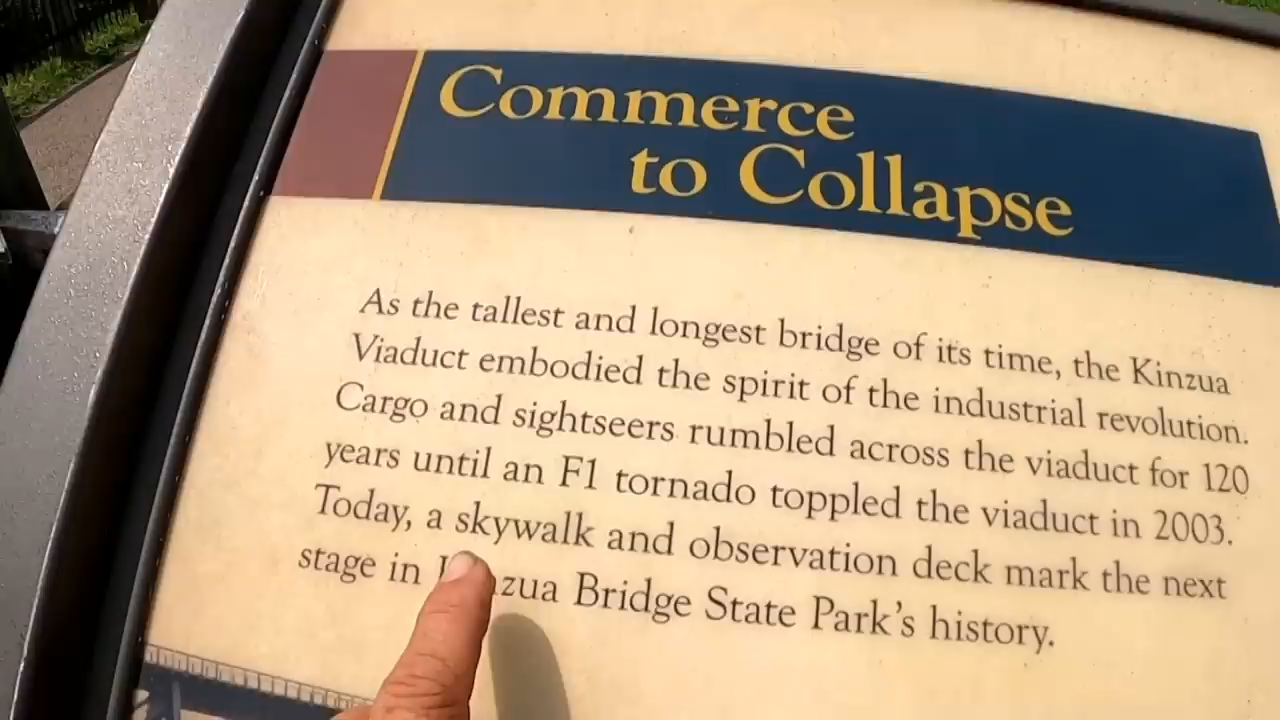 Commerce
to Collapse
As the tallest and longest bridge of its time, the Kinzua
Viaduct embodied the spirit of the industrial revolution.
Cargo and sightseers rumbled across the viaduct for 120
years until an F1 tornado toppled the viaduct in 2003.
Today, a skywalk and observation deck mark the next
stage in Kinzua Bridge State Park's history.